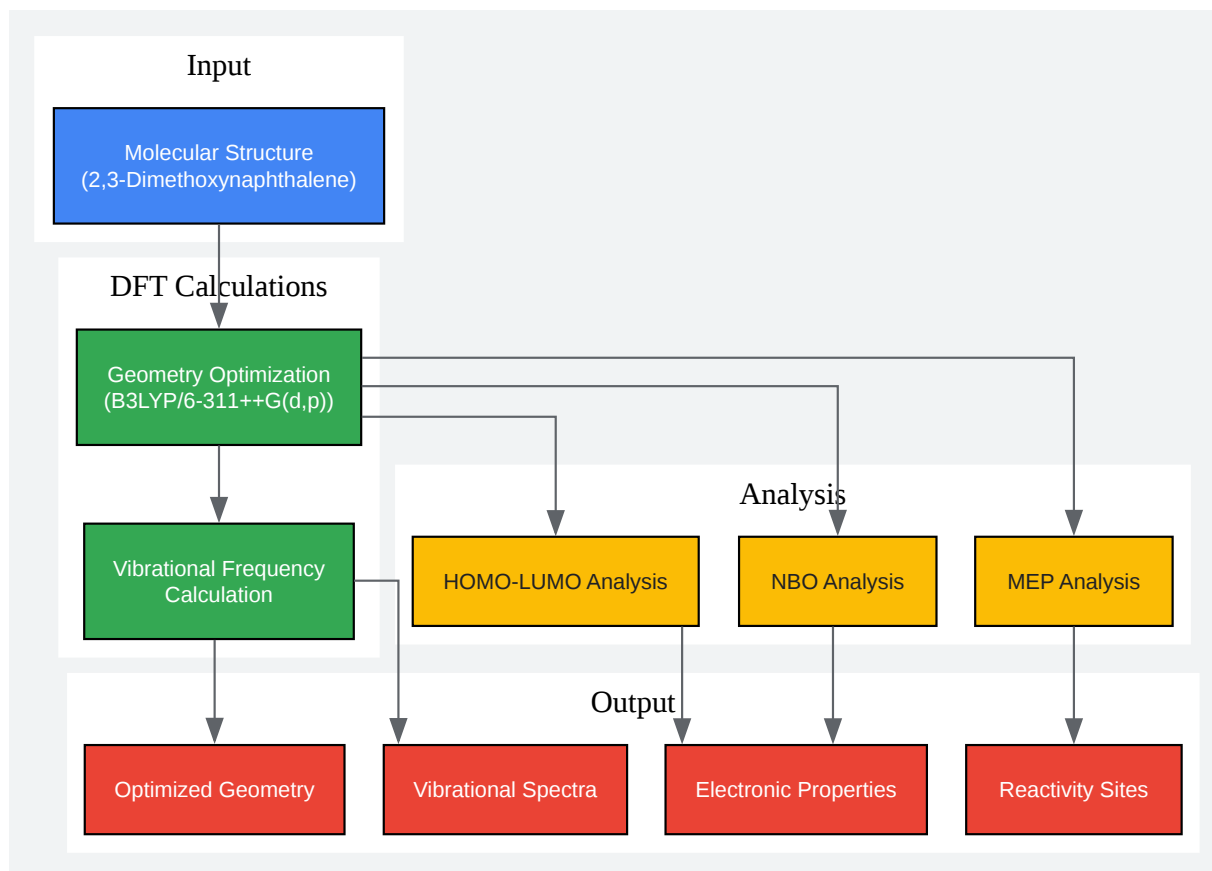 Input
Molecular Structure
(2,3-Dimethoxynaphthalene)
DFT Calculations
Geometry Optimization
(B3LYP/6-311++G(d,p))
Vibrational Frequency
Calculation
Analysis
HOMO-LUMO Analysis
NBO Analysis
MEP Analysis
Output
Optimized Geometry
Vibrational Spectra
Electronic Properties
Reactivity Sites